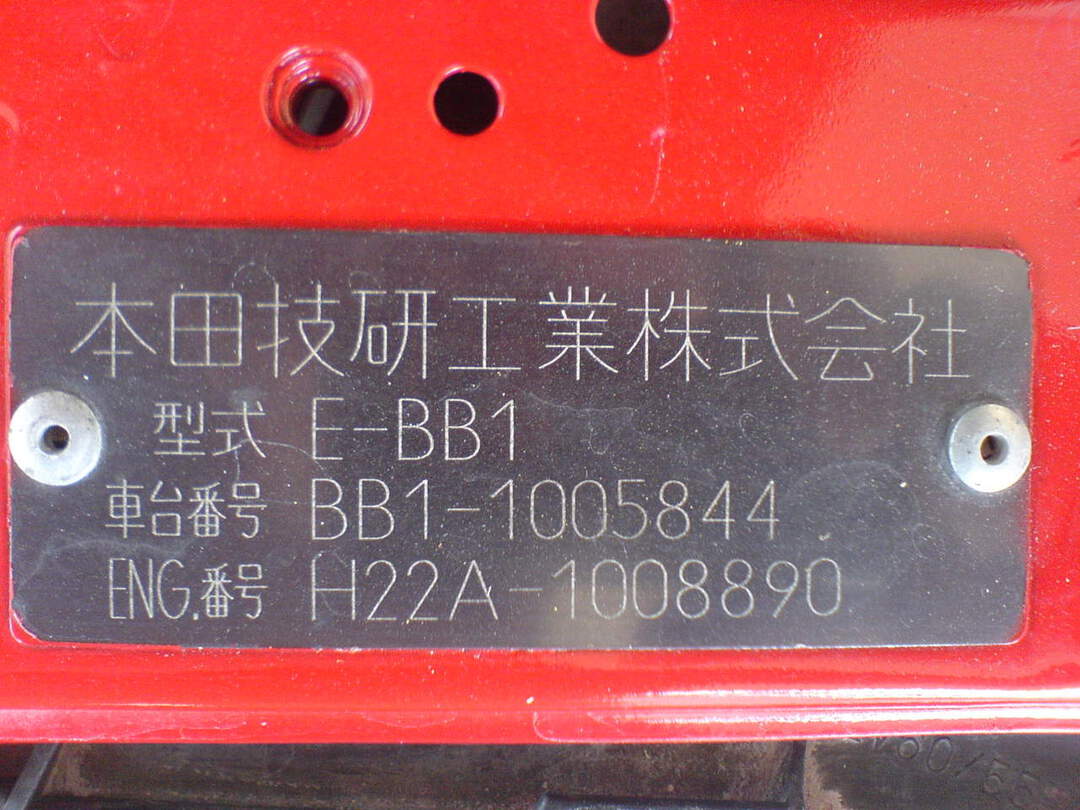 本田技研工業株式会社
型式 E-BB1
車台番号 BB1-1005844
ENG.番号 H22A-1008890